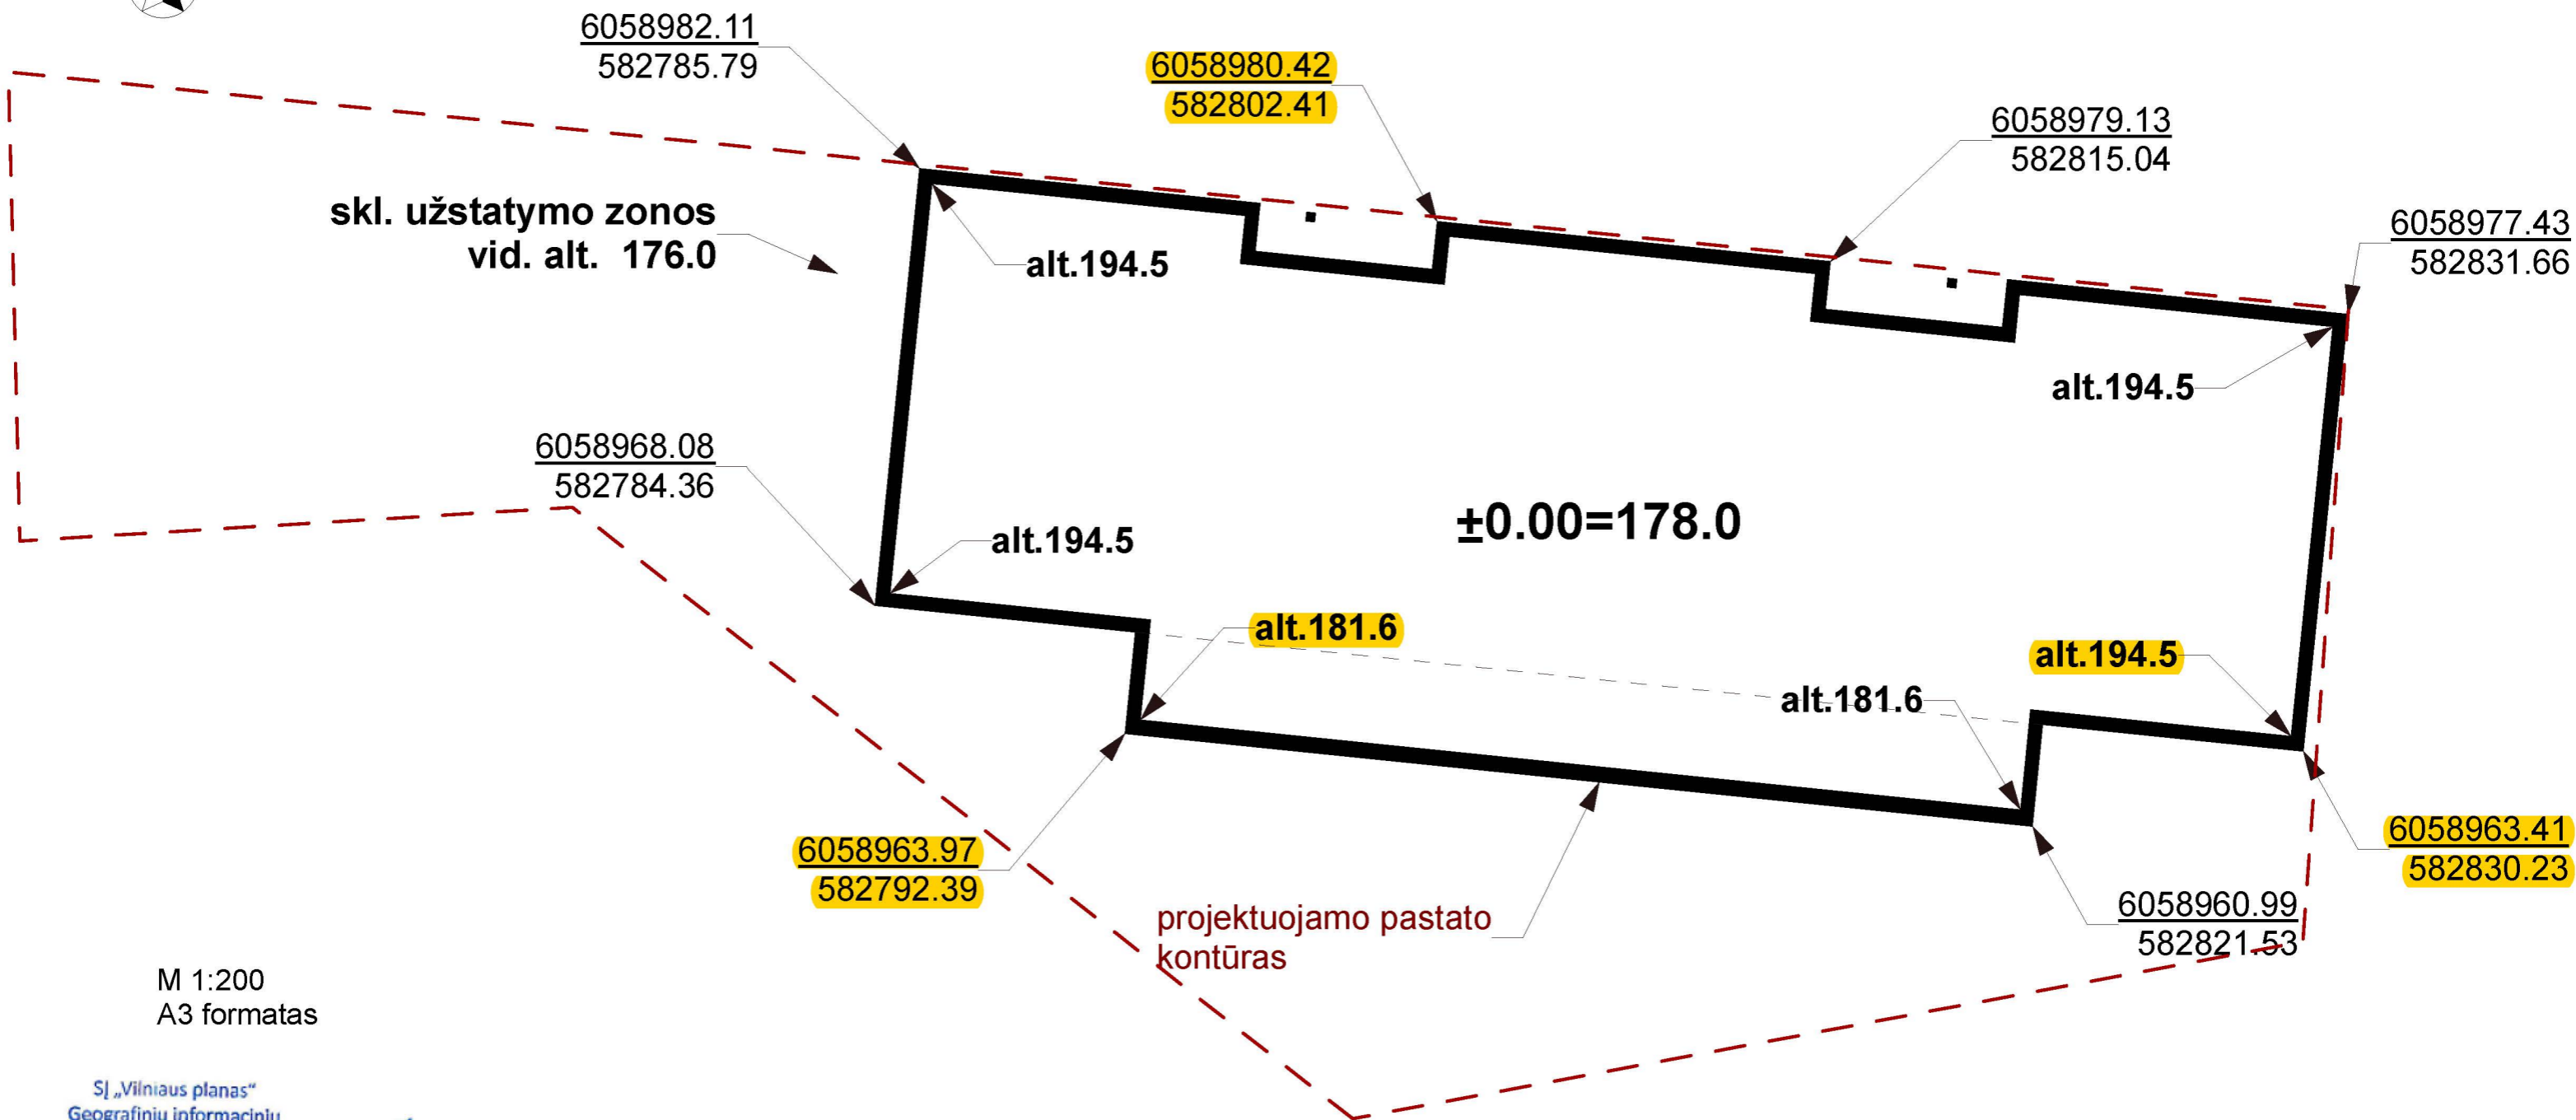 6058982.11
582785.79
6058980.42
582802.41
6058979.13
582815.04
6058977.43
582831.66
skl. užstatymo zonos
vid. alt. 176.0
alt.194.5
alt.194.5
6058968.08
582784.36
alt.194.5
±0.00=178.0
alt.181.6
alt.194.5
alt.181.6
6058963.97
582792.39
6058963.41
582830.23
6058960.99
582821.53
projektuojamo pastato
kontūras
M 1:200
A3 formatas
SĮ „Vilniaus planas“
Geografinių informacinių